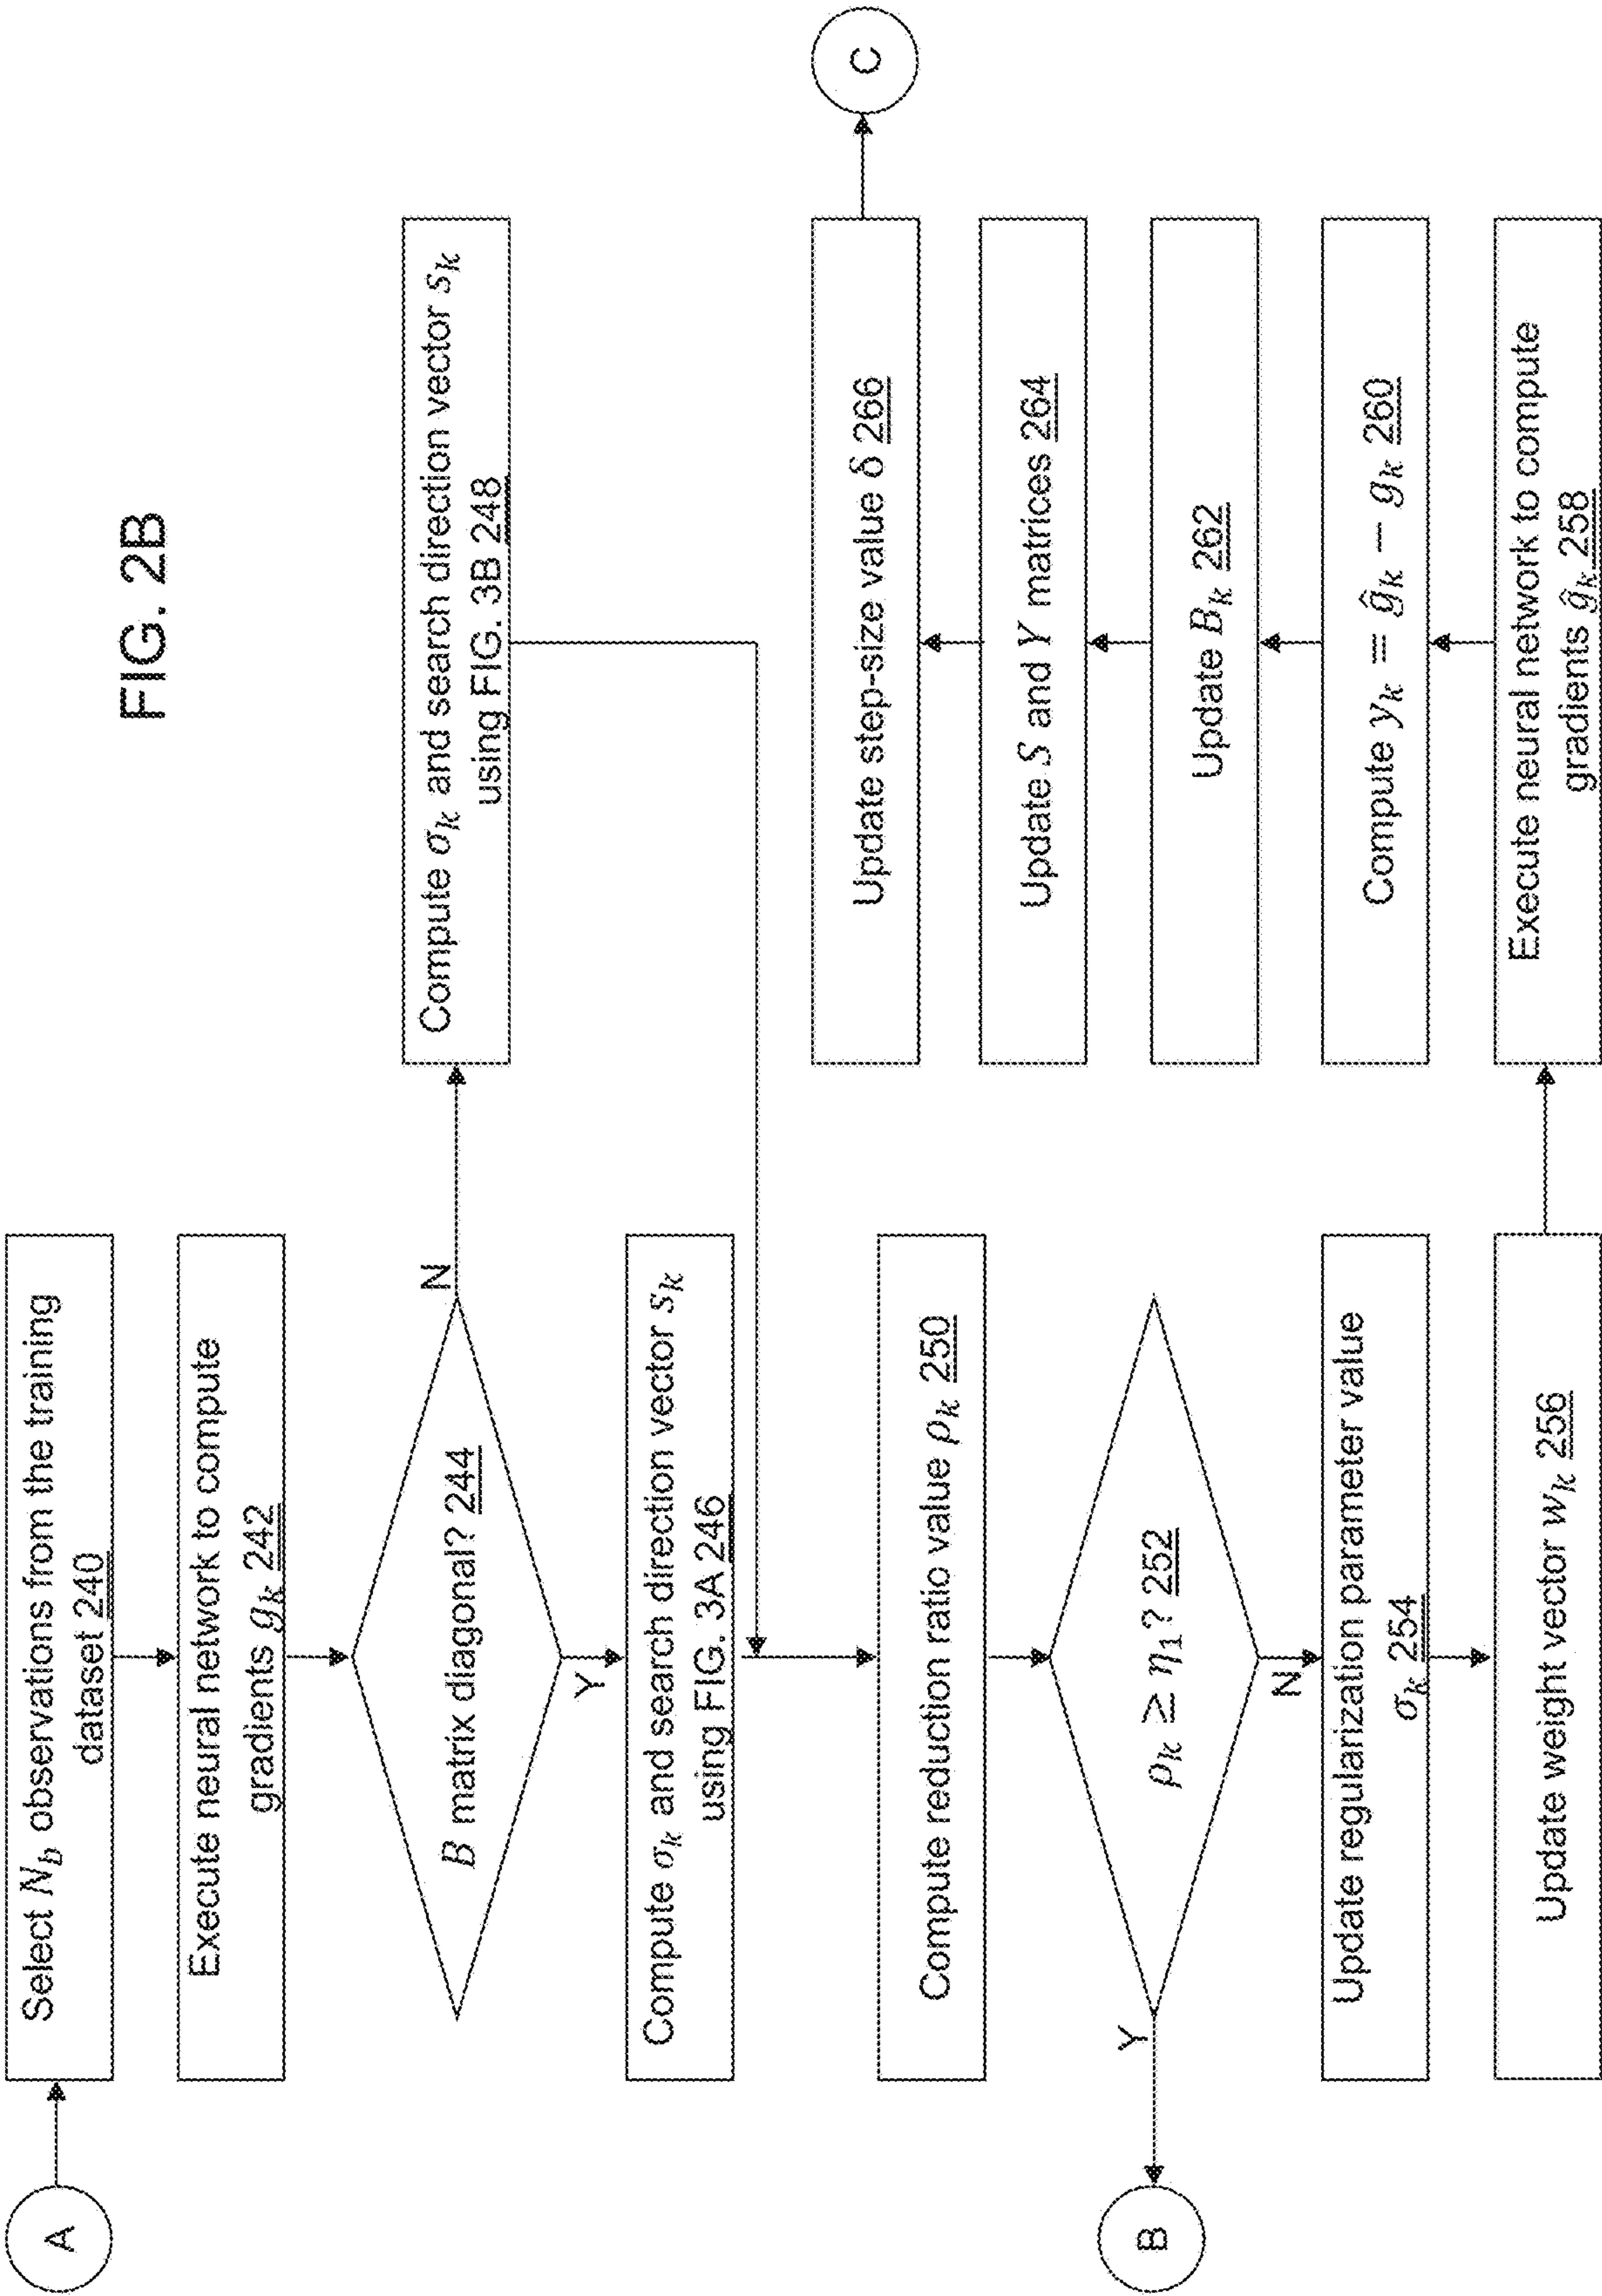 FIG. 2B
A
Select N_b observations from the training
dataset 240
Execute neural network to compute
gradients g_k 242
B matrix diagonal? 244
N
Y
Compute σ_k and search direction vector s_k
using FIG. 3A 246
Compute σ_k and search direction vector s_k
using FIG. 3B 248
Compute reduction ratio value ρ_k 250
ρ_k ≥ η_1? 252
Y
B
N
Update regularization parameter value
σ_k 254
Update weight vector w_k 256
Execute neural network to compute
gradients ĝ_k 258
Compute y_k = ĝ_k − g_k 260
Update B_k 262
Update S and Y matrices 264
Update step-size value δ 266
C